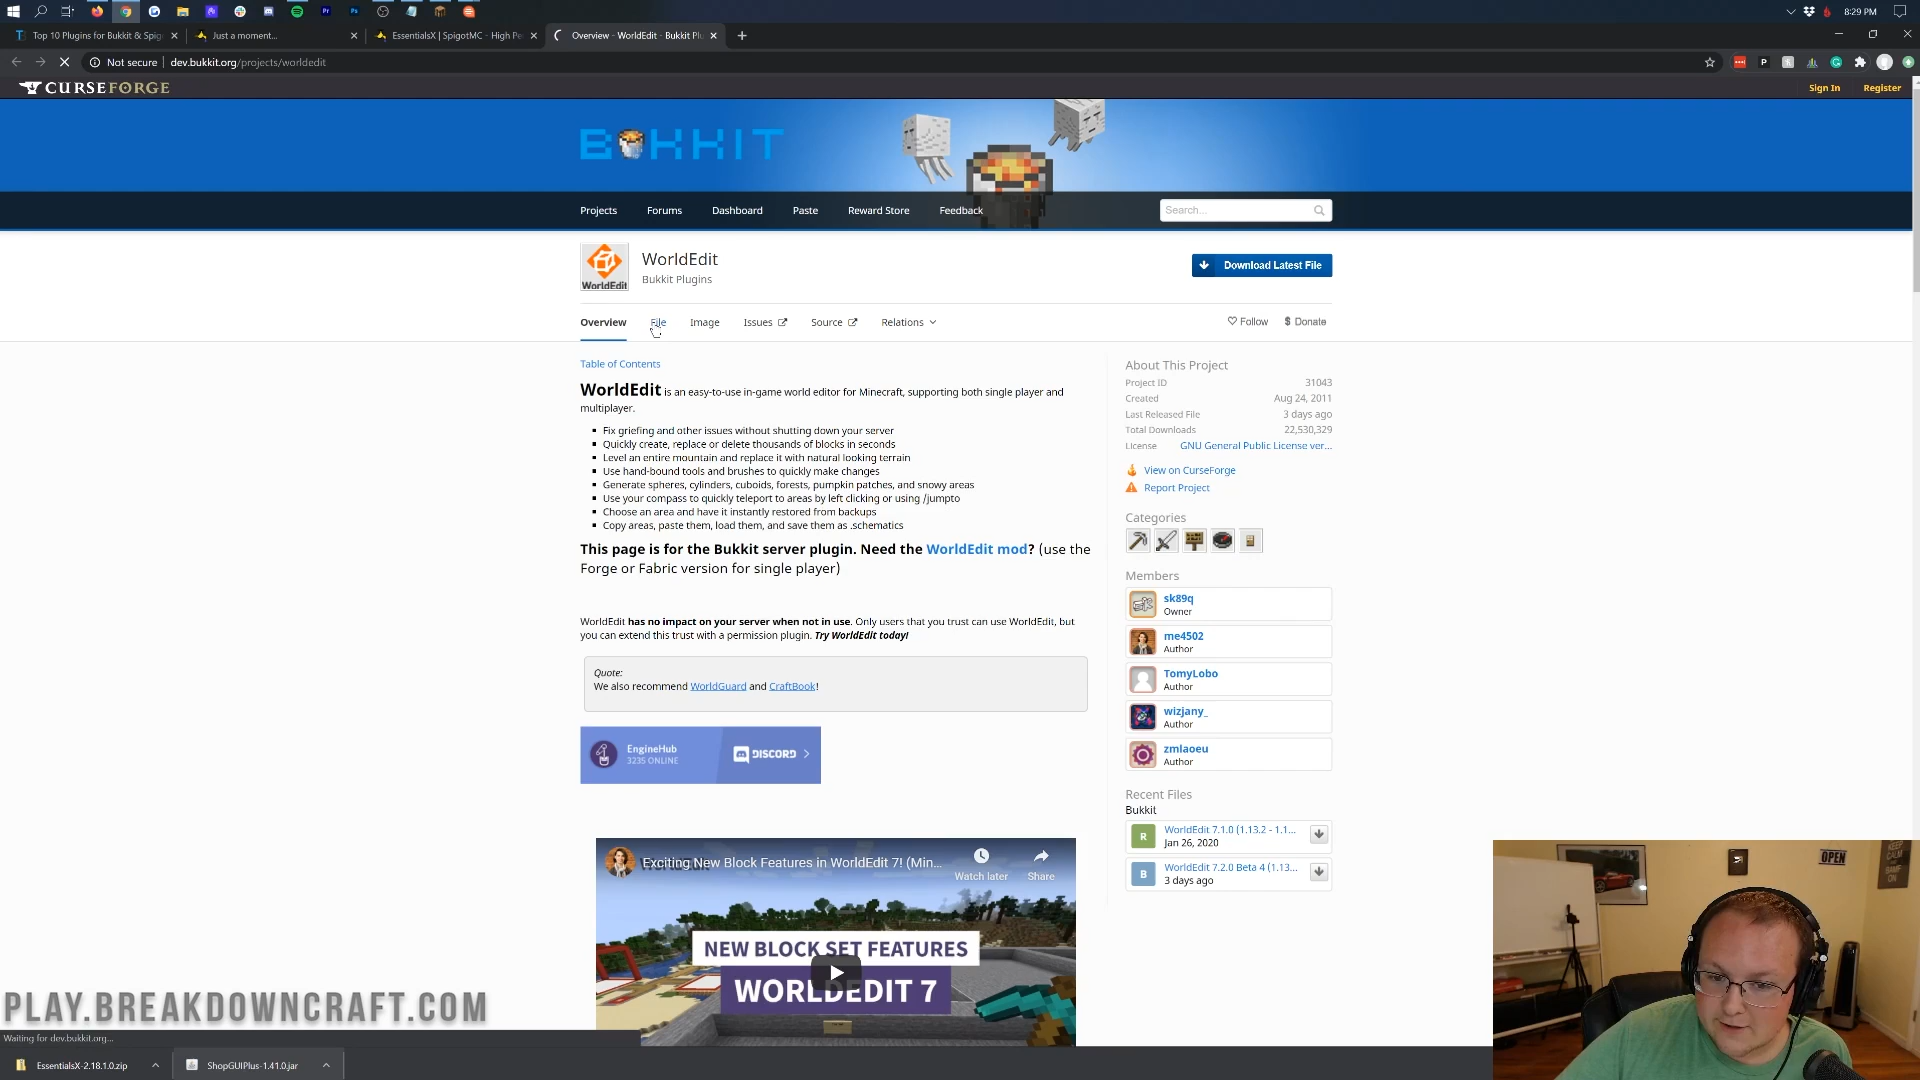 8:29 PM
Top 10 Plugins for Bukkit & Spig
Just a moment...
EssentialsX | SpigotMC - High Pe
Overview - WorldEdit - Bukkit Plu
Not secure | dev.bukkit.org/projects/worldedit
CURSEFORGE
Sign In
Register
BUKKIT
Projects
Forums
Dashboard
Paste
Reward Store
Feedback
Search...
WorldEdit
WorldEdit
Bukkit Plugins
Download Latest File
Overview
File
Image
Issues
Source
Relations
Follow
$ Donate
Table of Contents
WorldEdit is an easy-to-use in-game world editor for Minecraft, supporting both single player and
multiplayer.
Fix griefing and other issues without shutting down your server
Quickly create, replace or delete thousands of blocks in seconds
Level an entire mountain and replace it with natural looking terrain
Use hand-bound tools and brushes to quickly make changes
Generate spheres, cylinders, cuboids, forests, pumpkin patches, and snowy areas
Use your compass to quickly teleport to areas by left clicking or using /jumpto
Choose an area and have it instantly restored from backups
Copy areas, paste them, load them, and save them as .schematics
This page is for the Bukkit server plugin. Need the WorldEdit mod? (use the
Forge or Fabric version for single player)
WorldEdit has no impact on your server when not in use. Only users that you trust can use WorldEdit, but
you can extend this trust with a permission plugin. Try WorldEdit today!
Quote:
We also recommend WorldGuard and CraftBook!
EngineHub
3235 ONLINE
DISCORD
Exciting New Block Features in WorldEdit 7! (Min...
Watch later
Share
NEW BLOCK SET FEATURES
WORLDEDIT 7
About This Project
Project ID 31043
Created Aug 24, 2011
Last Released File 3 days ago
Total Downloads 22,530,329
License GNU General Public License ver...
View on CurseForge
Report Project
Categories
Members
sk89q
Owner
me4502
Author
TomyLobo
Author
wizjany_
Author
zmlaoeu
Author
Recent Files
Bukkit
R WorldEdit 7.1.0 (1.13.2 - 1.1...
Jan 26, 2020
B WorldEdit 7.2.0 Beta 4 (1.13...
3 days ago
OPEN
PLAY.BREAKDOWNCRAFT.COM
Waiting for dev.bukkit.org...
EssentialsX-2.18.1.0.zip
ShopGUIPlus-1.41.0.jar